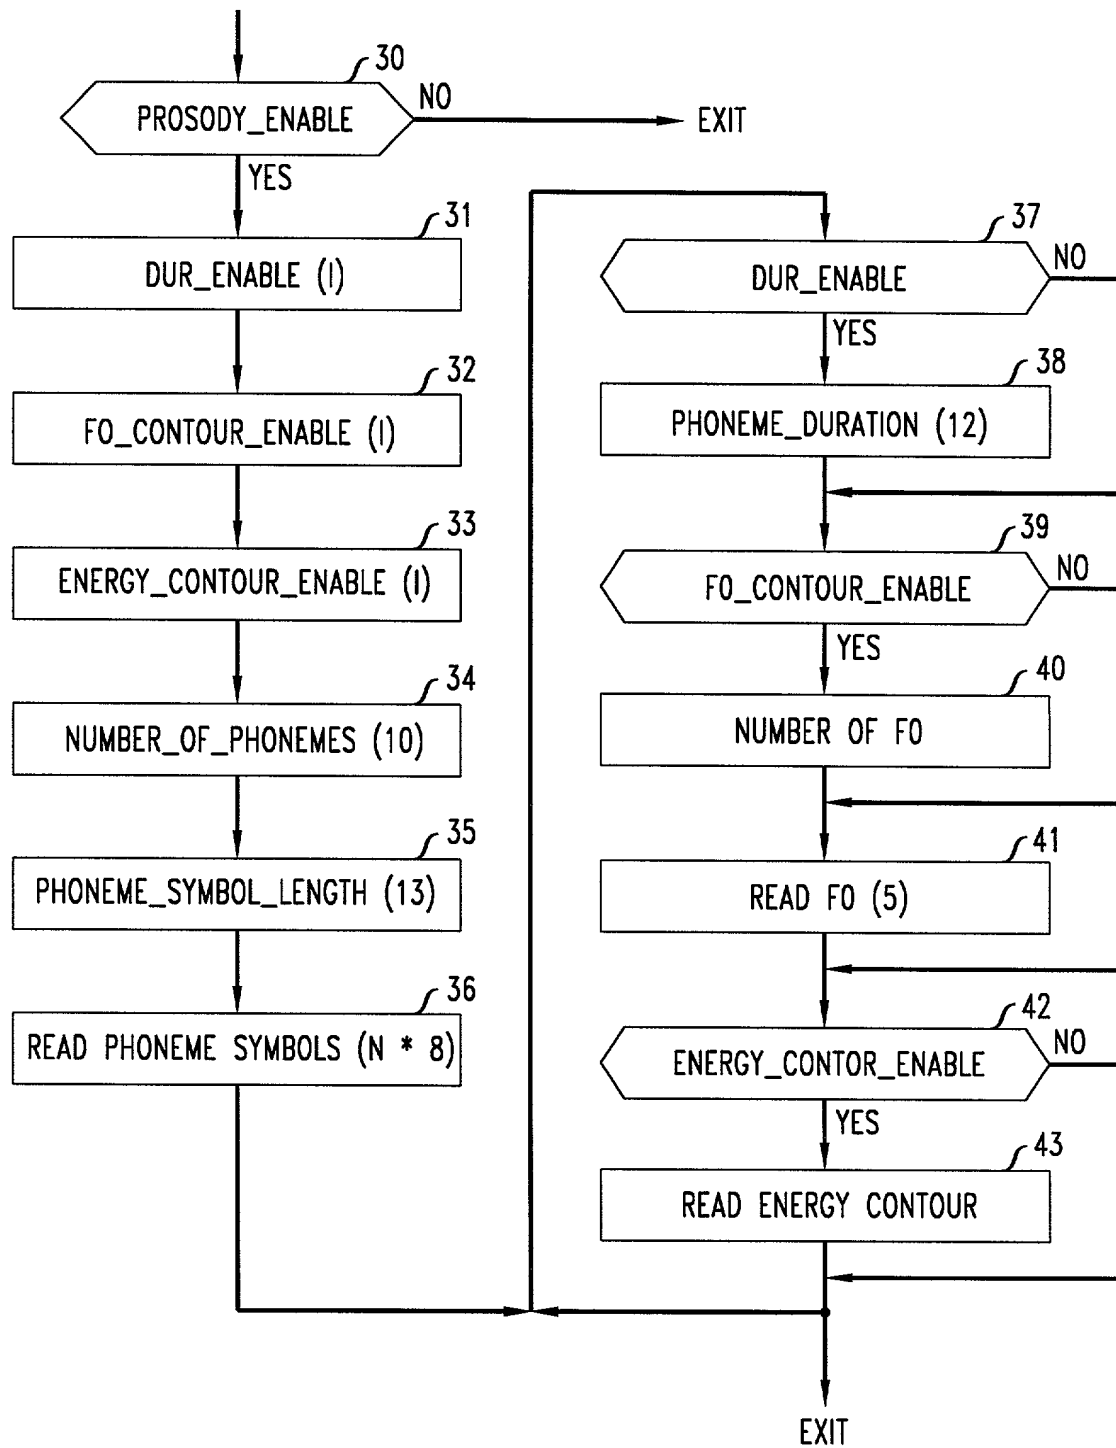 30
PROSODY_ENABLE
NO
EXIT
YES
31
DUR_ENABLE (1)
32
F0_CONTOUR_ENABLE (1)
33
ENERGY_CONTOUR_ENABLE (1)
34
NUMBER_OF_PHONEMES (10)
35
PHONEME_SYMBOL_LENGTH (13)
36
READ PHONEME SYMBOLS (N * 8)
37
DUR_ENABLE
NO
YES
38
PHONEME_DURATION (12)
39
F0_CONTOUR_ENABLE
NO
YES
40
NUMBER OF F0
41
READ F0 (5)
42
ENERGY_CONTOR_ENABLE
NO
YES
43
READ ENERGY CONTOUR
EXIT